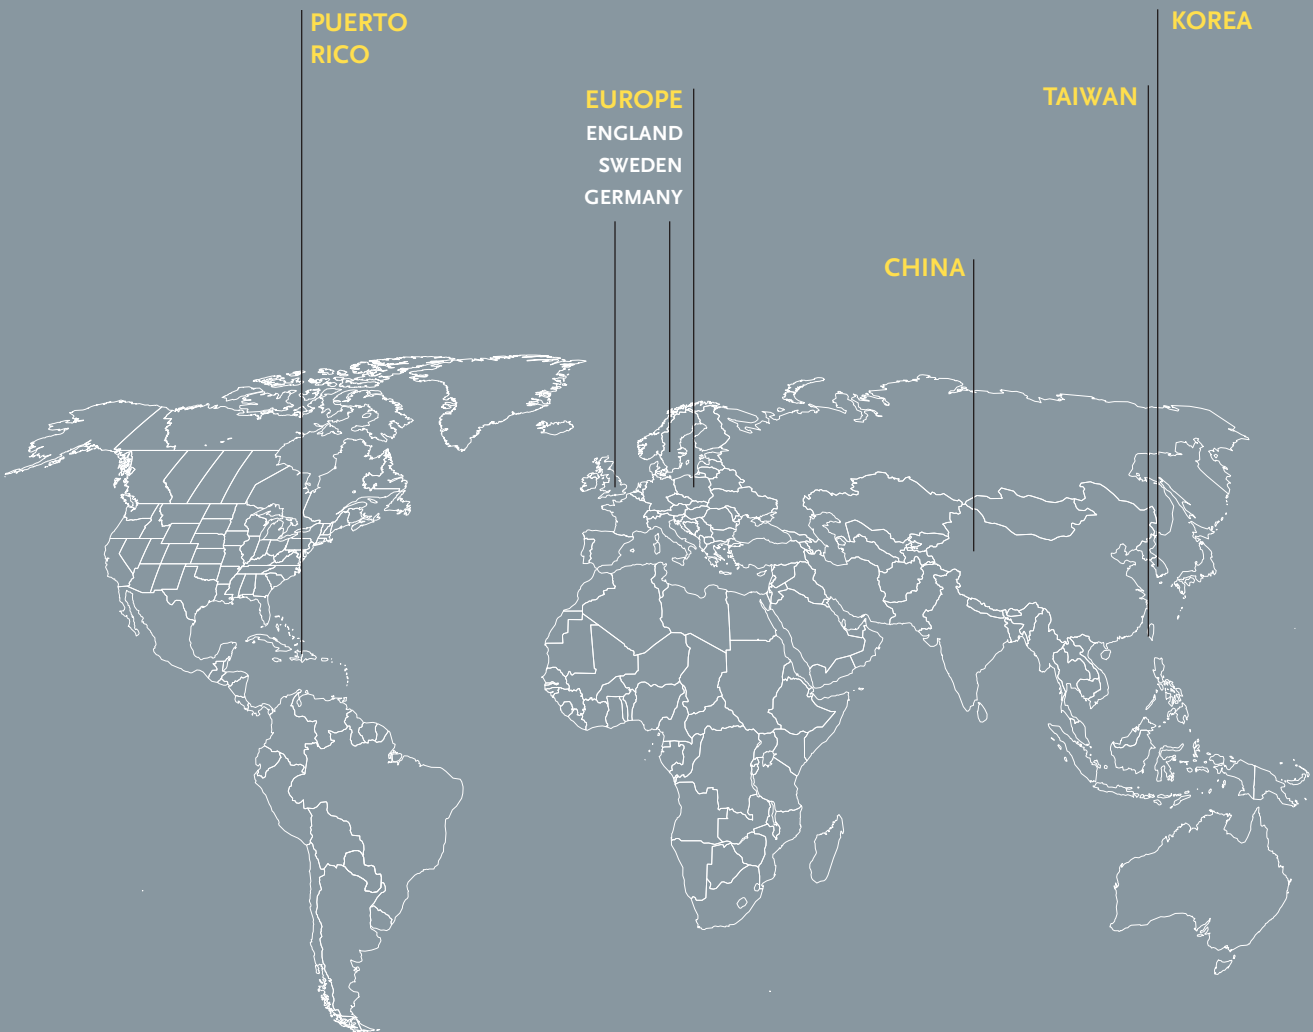 PUERTO
RICO
EUROPE
ENGLAND
SWEDEN
GERMANY
CHINA
TAIWAN
KOREA